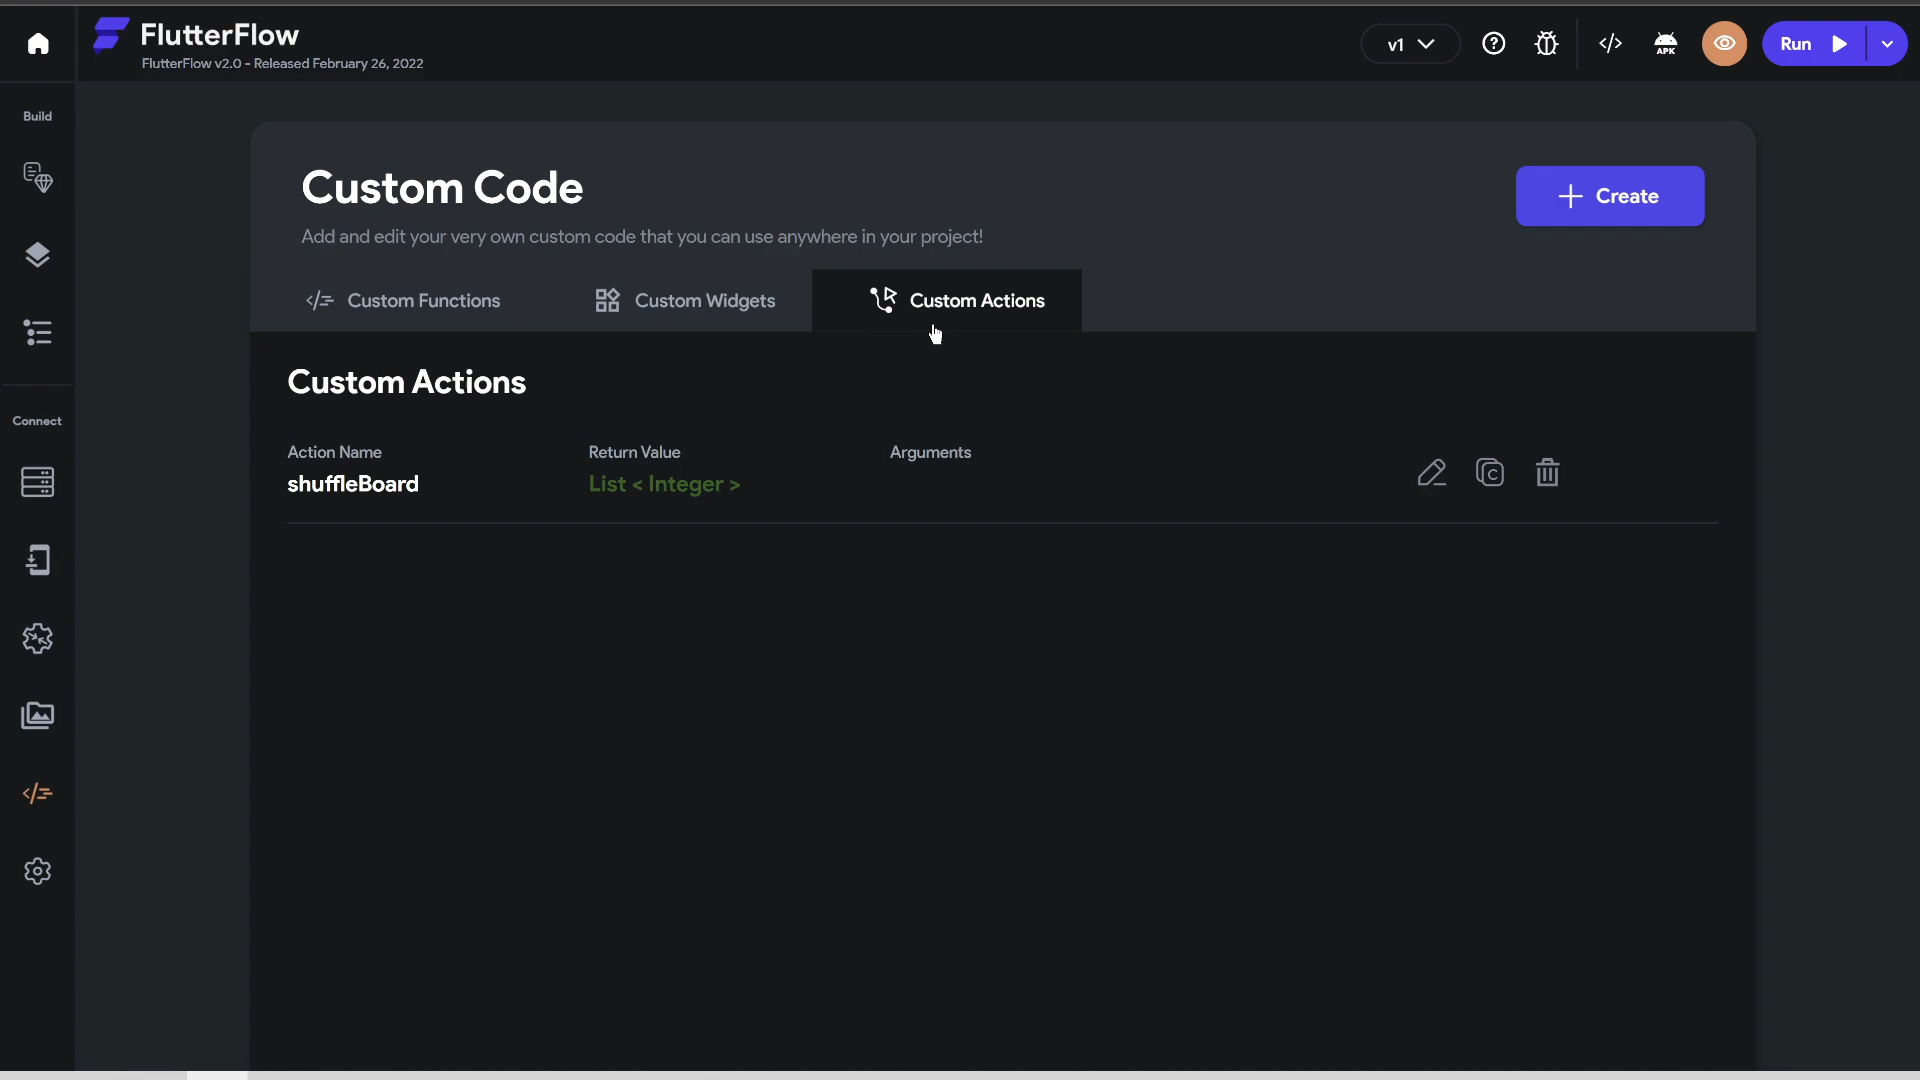 FlutterFlow
FlutterFlow v2.0 - Released February 26, 2022
v1
APK
Run
Build
Custom Code
Create
Add and edit your very own custom code that you can use anywhere in your project!
Custom Functions
Custom Widgets
Custom Actions
Custom Actions
Connect
Action Name
Return Value
Arguments
shuffleBoard
List < Integer >